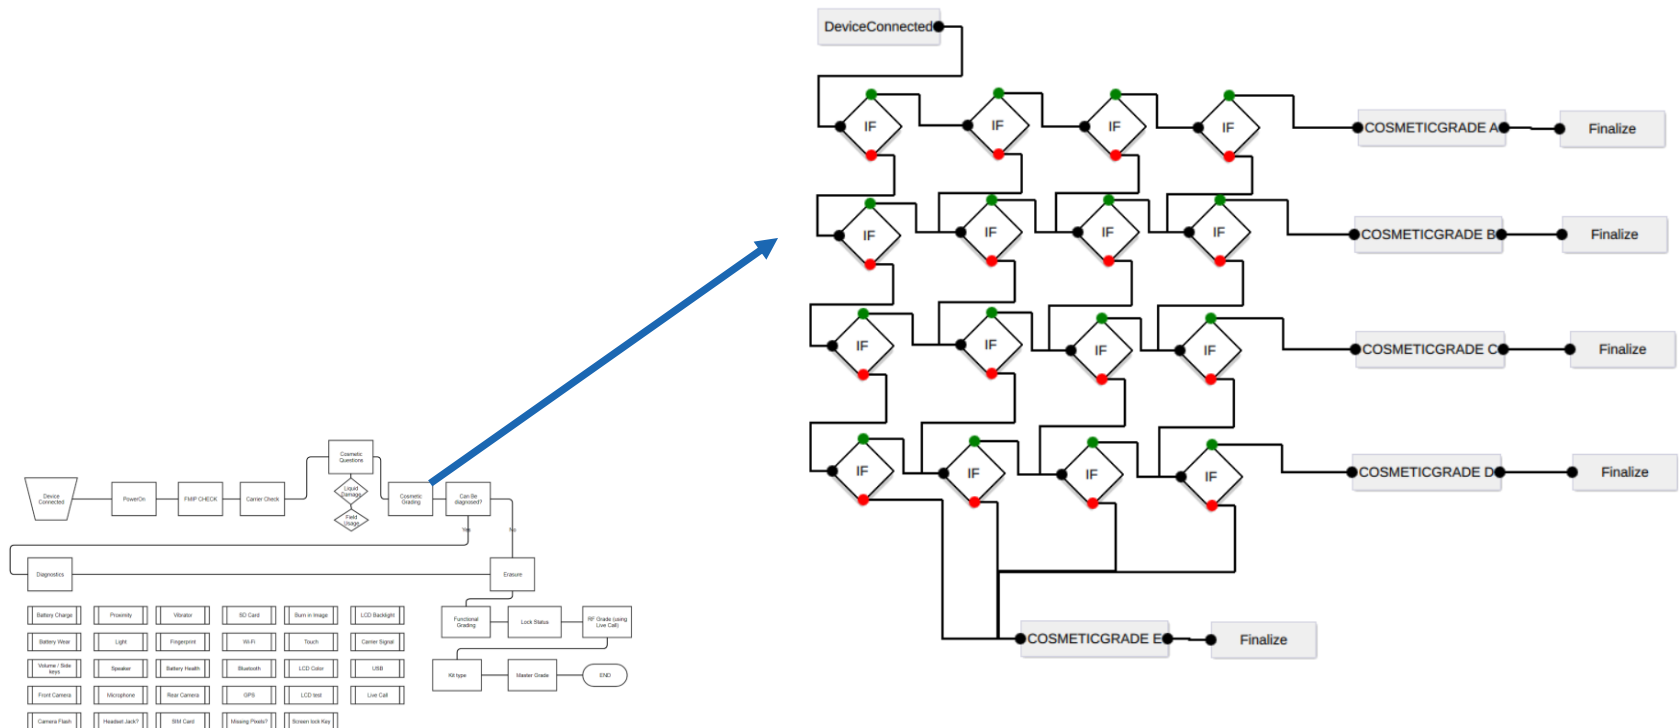 DeviceConnected
IF
IF
IF
IF
COSMETICGRADE A
Finalize
IF
IF
IF
IF
COSMETICGRADE B
Finalize
IF
IF
IF
IF
COSMETICGRADE C
Finalize
IF
IF
IF
IF
COSMETICGRADE D
Finalize
COSMETICGRADE E
Finalize
Cosmetic
Questions
Liquid
Damage
Field
Usage
Device
Connected
PowerOn
FMIP CHECK
Carrier Check
Cosmetic
Grading
Can Be
diagnosed?
Yes
No
Diagnostics
Erasure
Functional
Grading
Lock Status
RF Grade (using
Live Call)
Kit type
Master Grade
END
Battery Charge
Proximity
Vibrator
SD Card
Burn in Image
LCD Backlight
Battery Wear
Light
Fingerprint
Wi-Fi
Touch
Carrier Signal
Volume / Side
keys
Speaker
Battery Health
Bluetooth
LCD Color
USB
Front Camera
Microphone
Rear Camera
GPS
LCD test
Live Call
Camera Flash
Headset Jack?
SIM Card
Missing Pixels?
Screen lock Key